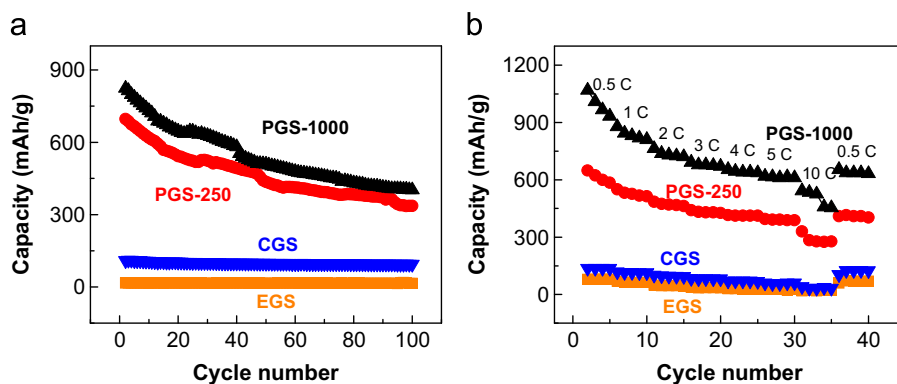 a
Capacity (mAh/g)
900
600
300
0
PGS-1000
PGS-250
CGS
EGS
0 20 40 60 80 100
Cycle number
b
Capacity (mAh/g)
1200
900
600
300
0
0.5 C
1 C
2 C
3 C
4 C
5 C
10 C
0.5 C
PGS-1000
PGS-250
CGS
EGS
0 10 20 30 40
Cycle number